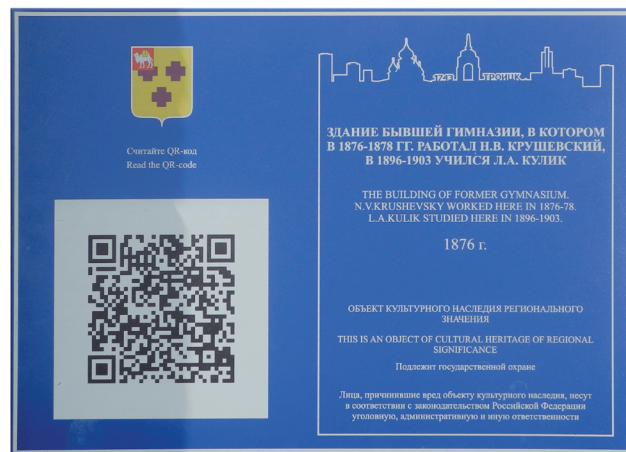 Считайте QR-код
Read the QR-code
1743 ТРОИЦК
ЗДАНИЕ БЫВШЕЙ ГИМНАЗИИ, В КОТОРОМ
В 1876-1878 ГГ. РАБОТАЛ Н.В. КРУШЕВСКИЙ,
В 1896-1903 УЧИЛСЯ Л.А. КУЛИК
THE BUILDING OF FORMER GYMNASIUM.
N.V.KRUSHEVSKY WORKED HERE IN 1876-78.
L.A.KULIK STUDIED HERE IN 1896-1903.
1876 г.
ОБЪЕКТ КУЛЬТУРНОГО НАСЛЕДИЯ РЕГИОНАЛЬНОГО
ЗНАЧЕНИЯ
THIS IS AN OBJECT OF CULTURAL HERITAGE OF REGIONAL
SIGNIFICANCE
Подлежит государственной охране
Лица, причинившие вред объекту культурного наследия, несут
в соответствии с законодательством Российской Федерации
уголовную, административную и иную ответственности